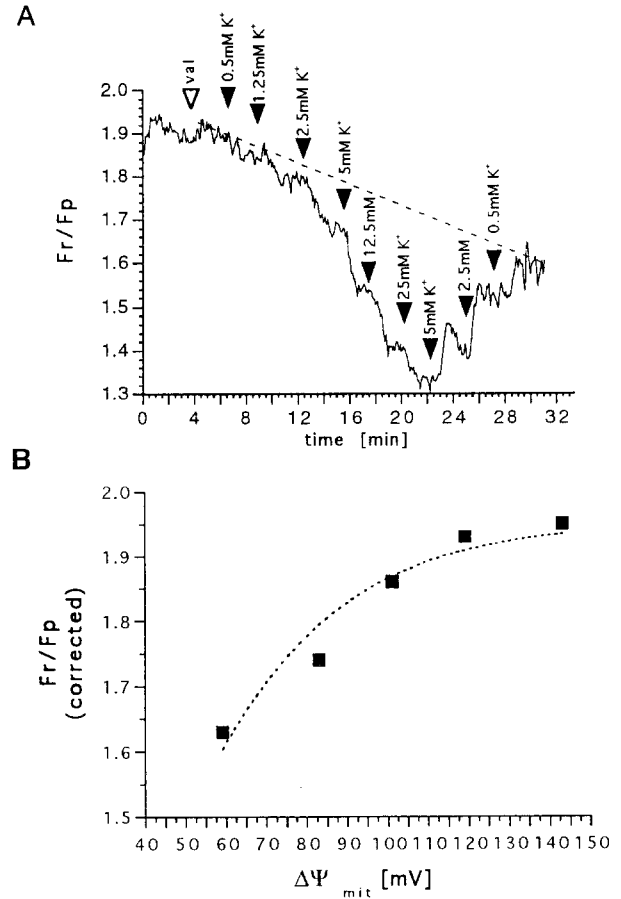 A
val
0.5mM K⁺
1.25mM K⁺
2.5mM K⁺
5mM K⁺
12.5mM
25mM K⁺
5mM K⁺
2.5mM
0.5mM K⁺
2.0
1.9
1.8
1.7
1.6
1.5
1.4
1.3
Fr/Fp
0 4 8 12 16 20 24 28 32
time [min]
B
2.0
1.9
1.8
1.7
1.6
1.5
Fr/Fp
(corrected)
40 50 60 70 80 90 100 110 120 130 140 150
ΔΨ mit [mV]